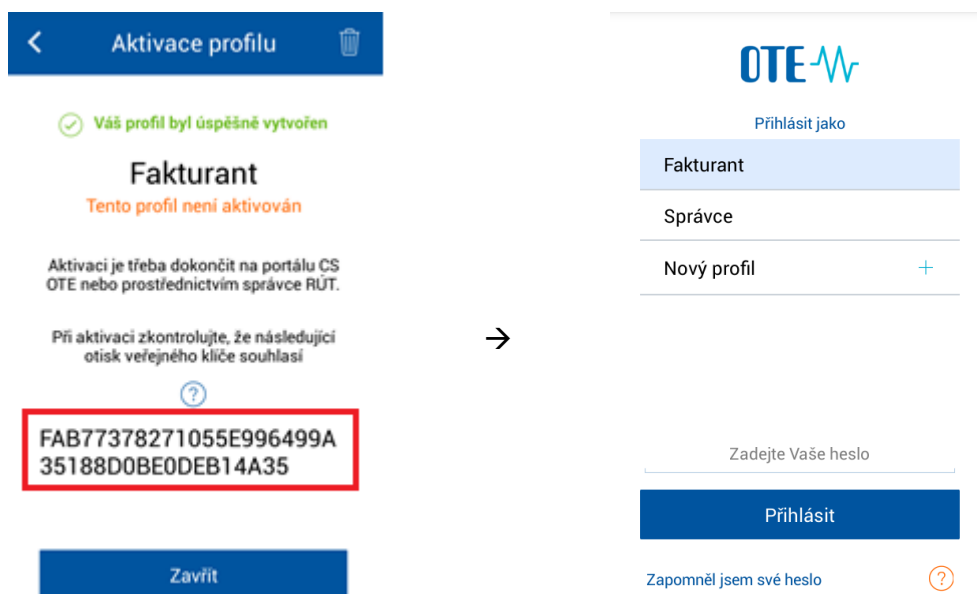 Aktivace profilu
Váš profil byl úspěšně vytvořen
Fakturant
Tento profil není aktivován
Aktivaci je třeba dokončit na portálu CS
OTE nebo prostřednictvím správce RÚT.
Při aktivaci zkontrolujte, že následující
otisk veřejného klíče souhlasí
?
FAB77378271055E996499A
35188D0BE0DEB14A35
Zavřít
→
OTE
Přihlásit jako
Fakturant
Správce
Nový profil +
Zadejte Vaše heslo
Přihlásit
Zapomněl jsem své heslo ?